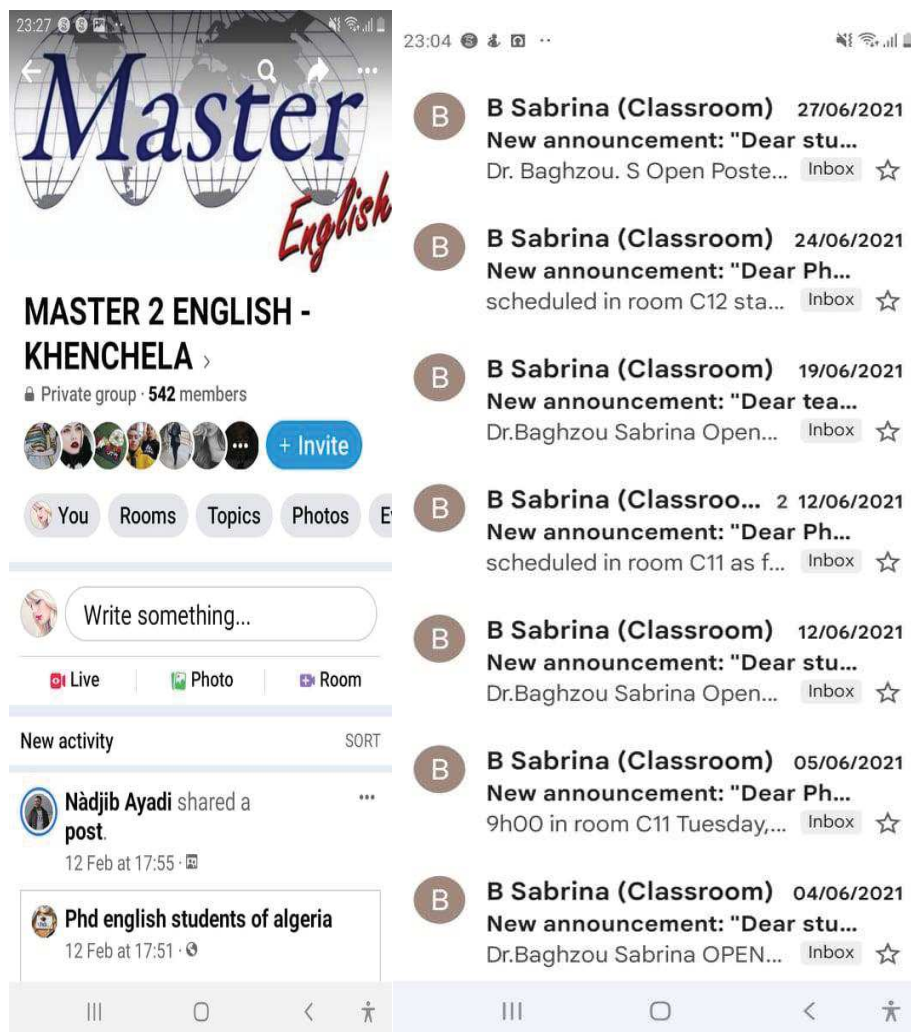 23:27
Master
English
MASTER 2 ENGLISH -
KHENCHELA >
Private group · 542 members
+ Invite
You Rooms Topics Photos E
Write something...
Live Photo Room
New activity SORT
Nàdjib Ayadi shared a
post.
12 Feb at 17:55 ·
Phd english students of algeria
12 Feb at 17:51 ·
23:04
B B Sabrina (Classroom) 27/06/2021
New announcement: "Dear stu...
Dr. Baghzou. S Open Poste... Inbox
B B Sabrina (Classroom) 24/06/2021
New announcement: "Dear Ph...
scheduled in room C12 sta... Inbox
B B Sabrina (Classroom) 19/06/2021
New announcement: "Dear tea...
Dr.Baghzou Sabrina Open... Inbox
B B Sabrina (Classroo... 2 12/06/2021
New announcement: "Dear Ph...
scheduled in room C11 as f... Inbox
B B Sabrina (Classroom) 12/06/2021
New announcement: "Dear stu...
Dr.Baghzou Sabrina Open... Inbox
B B Sabrina (Classroom) 05/06/2021
New announcement: "Dear Ph...
9h00 in room C11 Tuesday,... Inbox
B B Sabrina (Classroom) 04/06/2021
New announcement: "Dear stu...
Dr.Baghzou Sabrina OPEN... Inbox